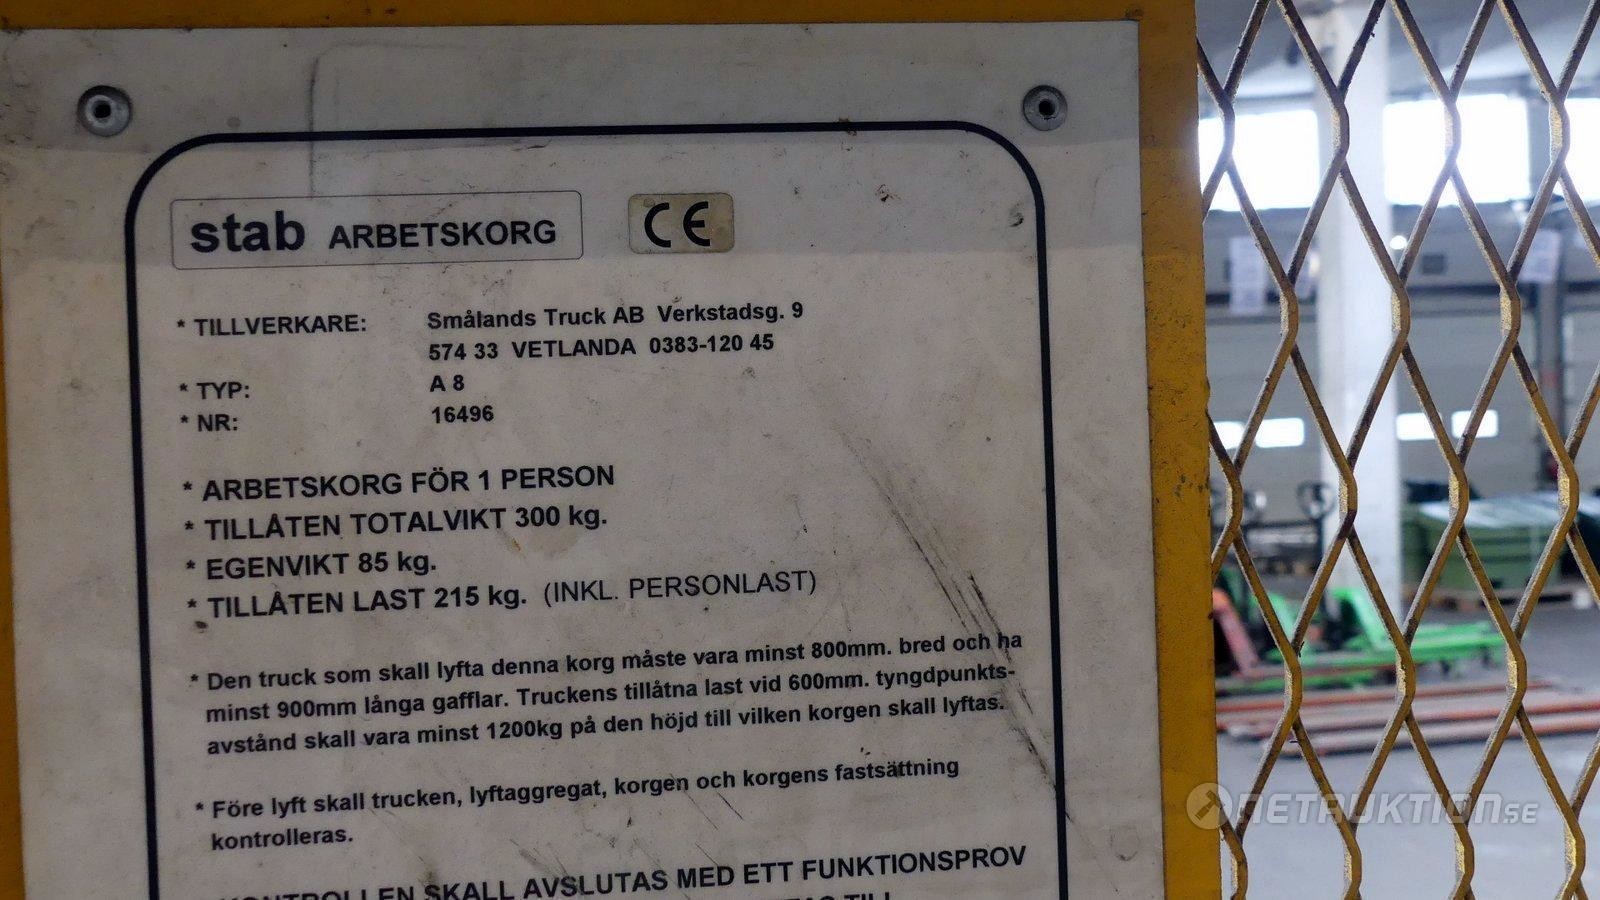 stab ARBETSKORG CE
* TILLVERKARE: Smålands Truck AB Verkstadsg. 9
574 33 VETLANDA 0383-120 45
* TYP: A 8
* NR: 16496
* ARBETSKORG FÖR 1 PERSON
* TILLÅTEN TOTALVIKT 300 kg.
* EGENVIKT 85 kg.
* TILLÅTEN LAST 215 kg. (INKL. PERSONLAST)
* Den truck som skall lyfta denna korg måste vara minst 800mm. bred och ha
minst 900mm långa gafflar. Truckens tillåtna last vid 600mm. tyngdpunkts-
avstånd skall vara minst 1200kg på den höjd till vilken korgen skall lyftas.
* Före lyft skall trucken, lyftaggregat, korgen och korgens fastsättning
kontrolleras.
KONTROLLEN SKALL AVSLUTAS MED ETT FUNKTIONSPROV
TILL
NETAUKTION.SE